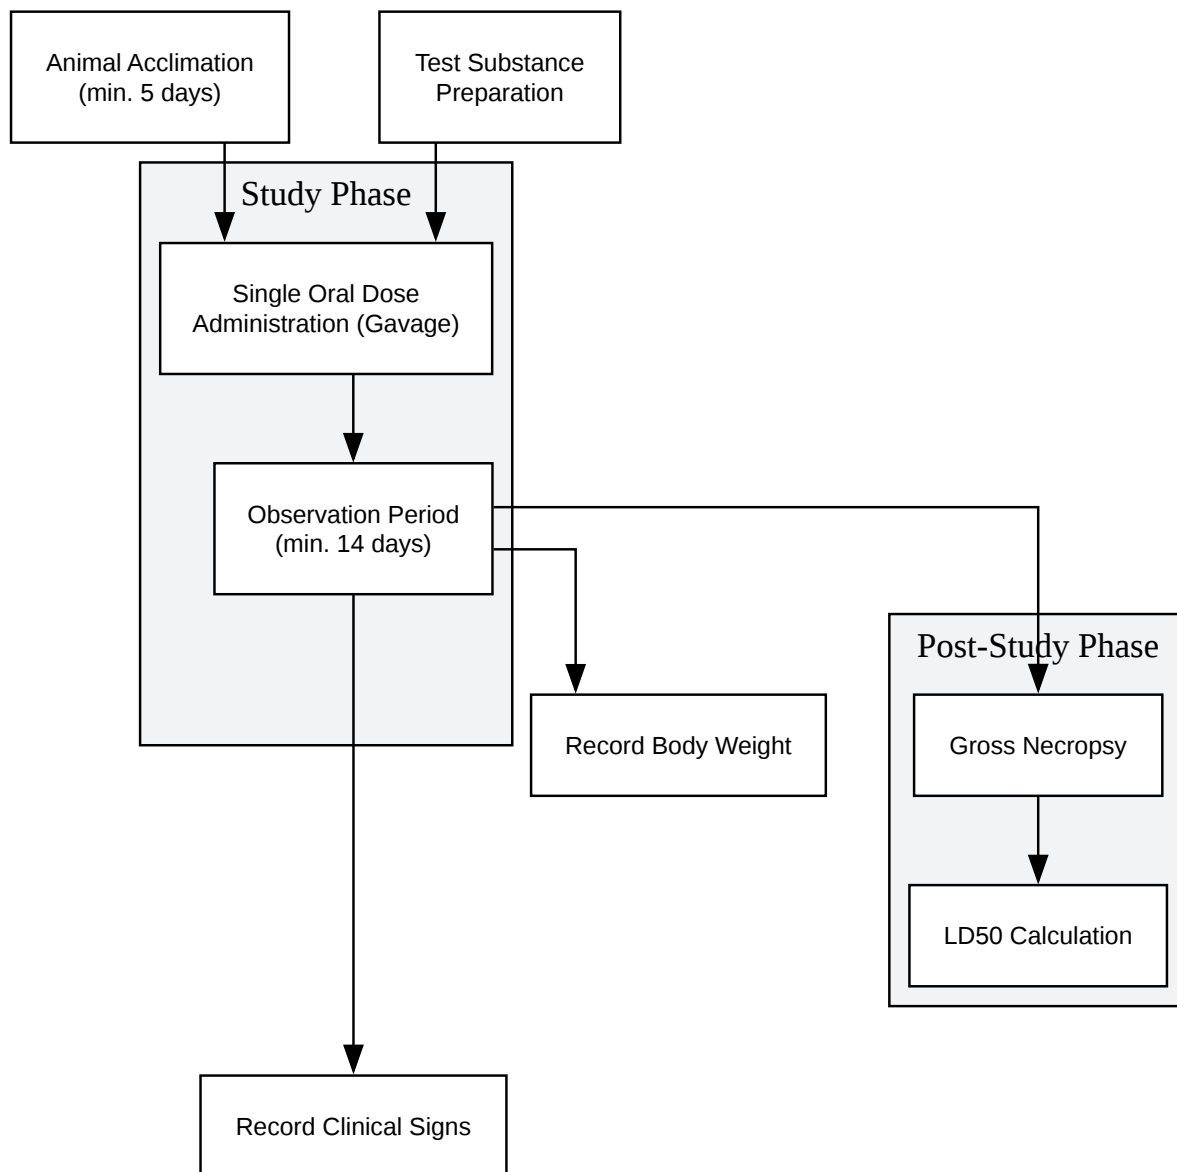 Animal Acclimation
(min. 5 days)
Test Substance
Preparation
Study Phase
Single Oral Dose
Administration (Gavage)
Observation Period
(min. 14 days)
Post-Study Phase
Record Body Weight
Gross Necropsy
LD50 Calculation
Record Clinical Signs